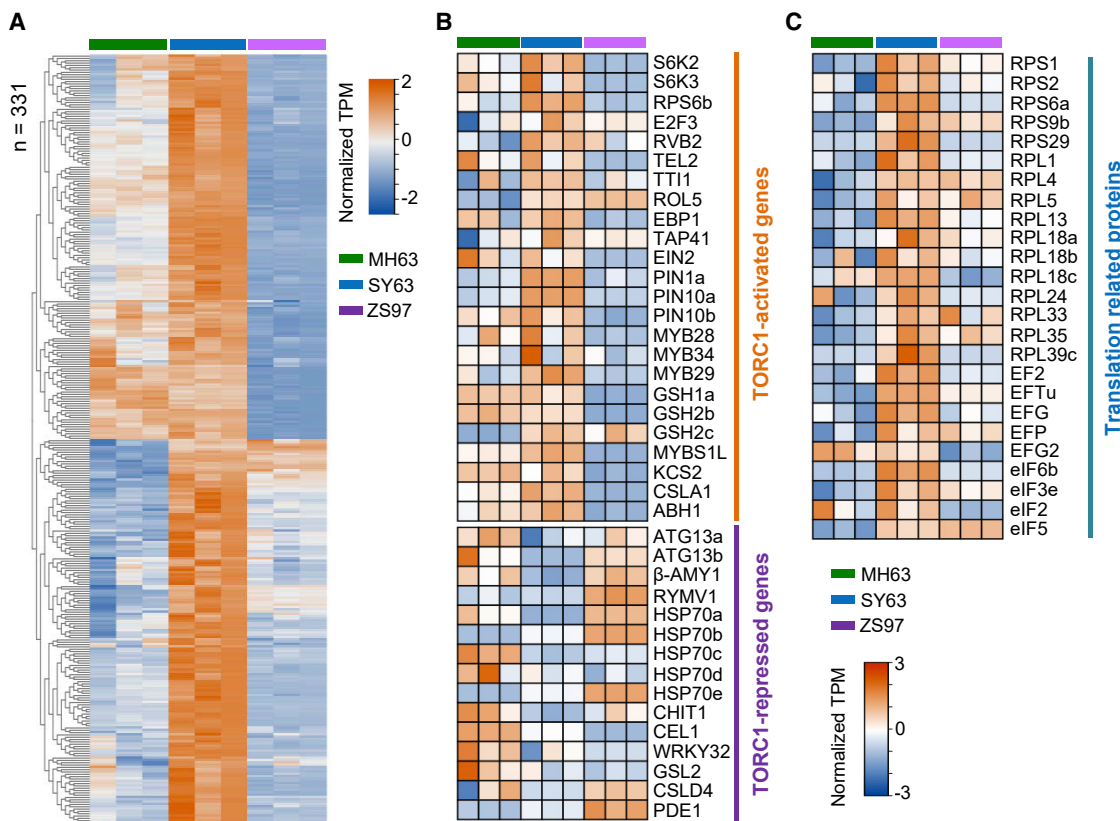 A
n = 331
2
1
0
-1
-2
Normalized TPM
MH63
SY63
ZS97
B
S6K2
S6K3
RPS6b
E2F3
RVB2
TEL2
TTI1
ROL5
EBP1
TAP41
EIN2
PIN1a
PIN10a
PIN10b
MYB28
MYB34
MYB29
GSH1a
GSH2b
GSH2c
MYBS1L
KCS2
CSLA1
ABH1
TORC1-activated genes
ATG13a
ATG13b
β-AMY1
RYMV1
HSP70a
HSP70b
HSP70c
HSP70d
HSP70e
CHIT1
CEL1
WRKY32
GSL2
CSLD4
PDE1
TORC1-repressed genes
C
RPS1
RPS2
RPS6a
RPS9b
RPS29
RPL1
RPL4
RPL5
RPL13
RPL18a
RPL18b
RPL18c
RPL24
RPL33
RPL35
RPL39c
EF2
EFTu
EFG
EFP
EFG2
eIF6b
eIF3e
eIF2
eIF5
Translation related proteins
MH63
SY63
ZS97
3
0
-3
Normalized TPM